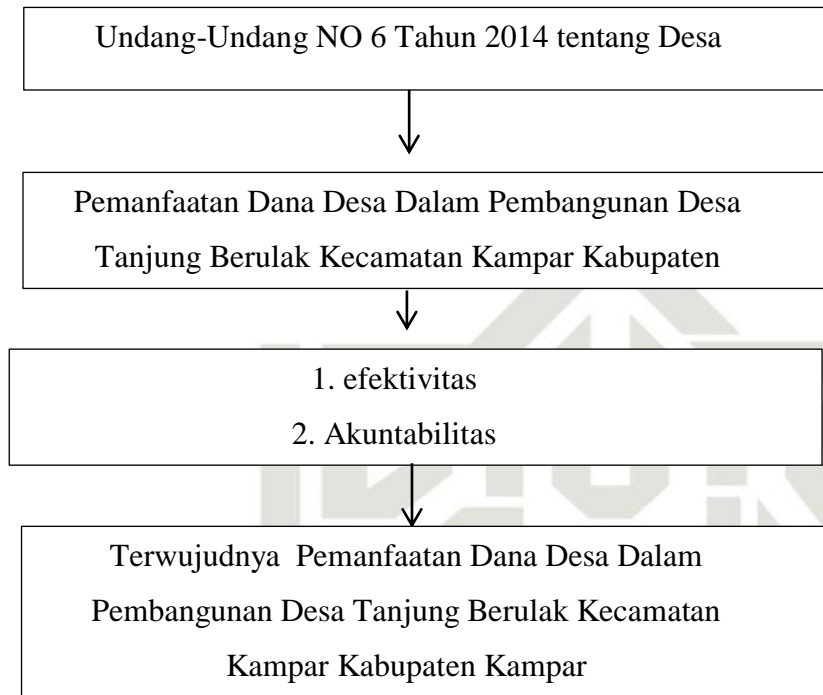 Undang-Undang NO 6 Tahun 2014 tentang Desa
Pemanfaatan Dana Desa Dalam Pembangunan Desa
Tanjung Berulak Kecamatan Kampar Kabupaten
1. efektivitas
2. Akuntabilitas
Terwujudnya Pemanfaatan Dana Desa Dalam
Pembangunan Desa Tanjung Berulak Kecamatan
Kampar Kabupaten Kampar